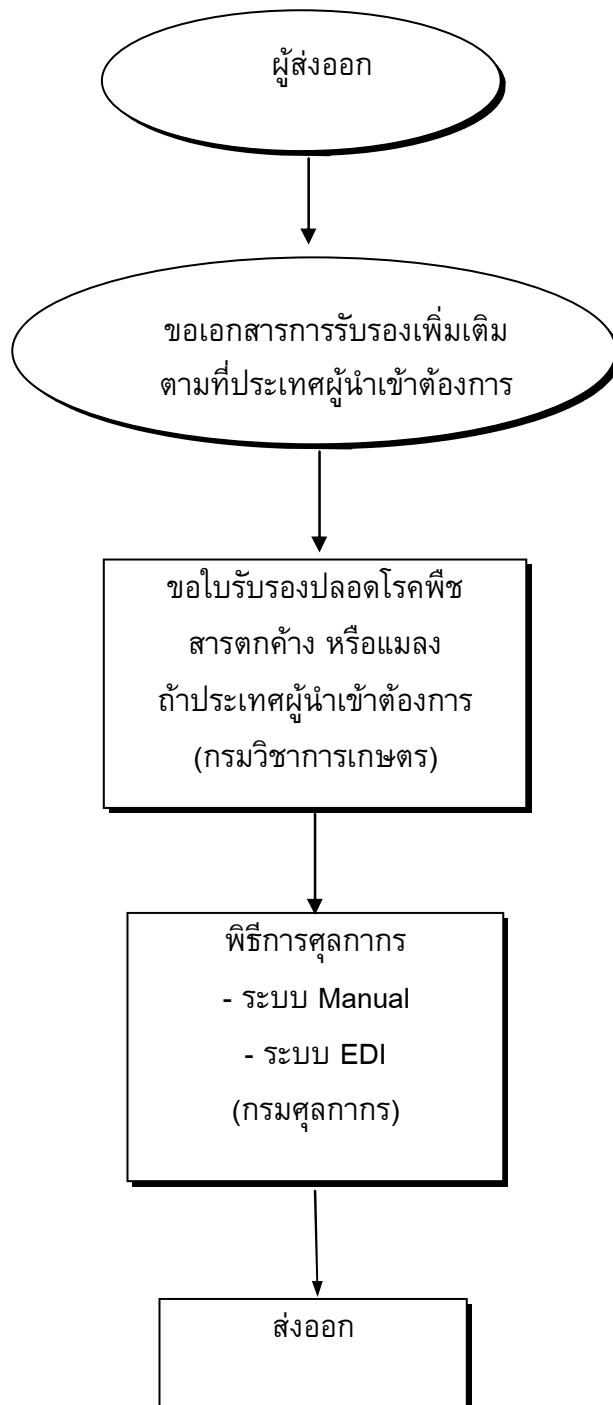 ผู้ส่งออก
ขอเอกสารการรับรองเพิ่มเติม
ตามที่ประเทศผู้นำเข้าต้องการ
ขอใบรับรองปลอดโรคพืช
สารตกค้าง หรือแมลง
ถ้าประเทศผู้นำเข้าต้องการ
(กรมวิชาการเกษตร)
พิธีการศุลกากร
- ระบบ Manual
- ระบบ EDI
(กรมศุลกากร)
ส่งออก